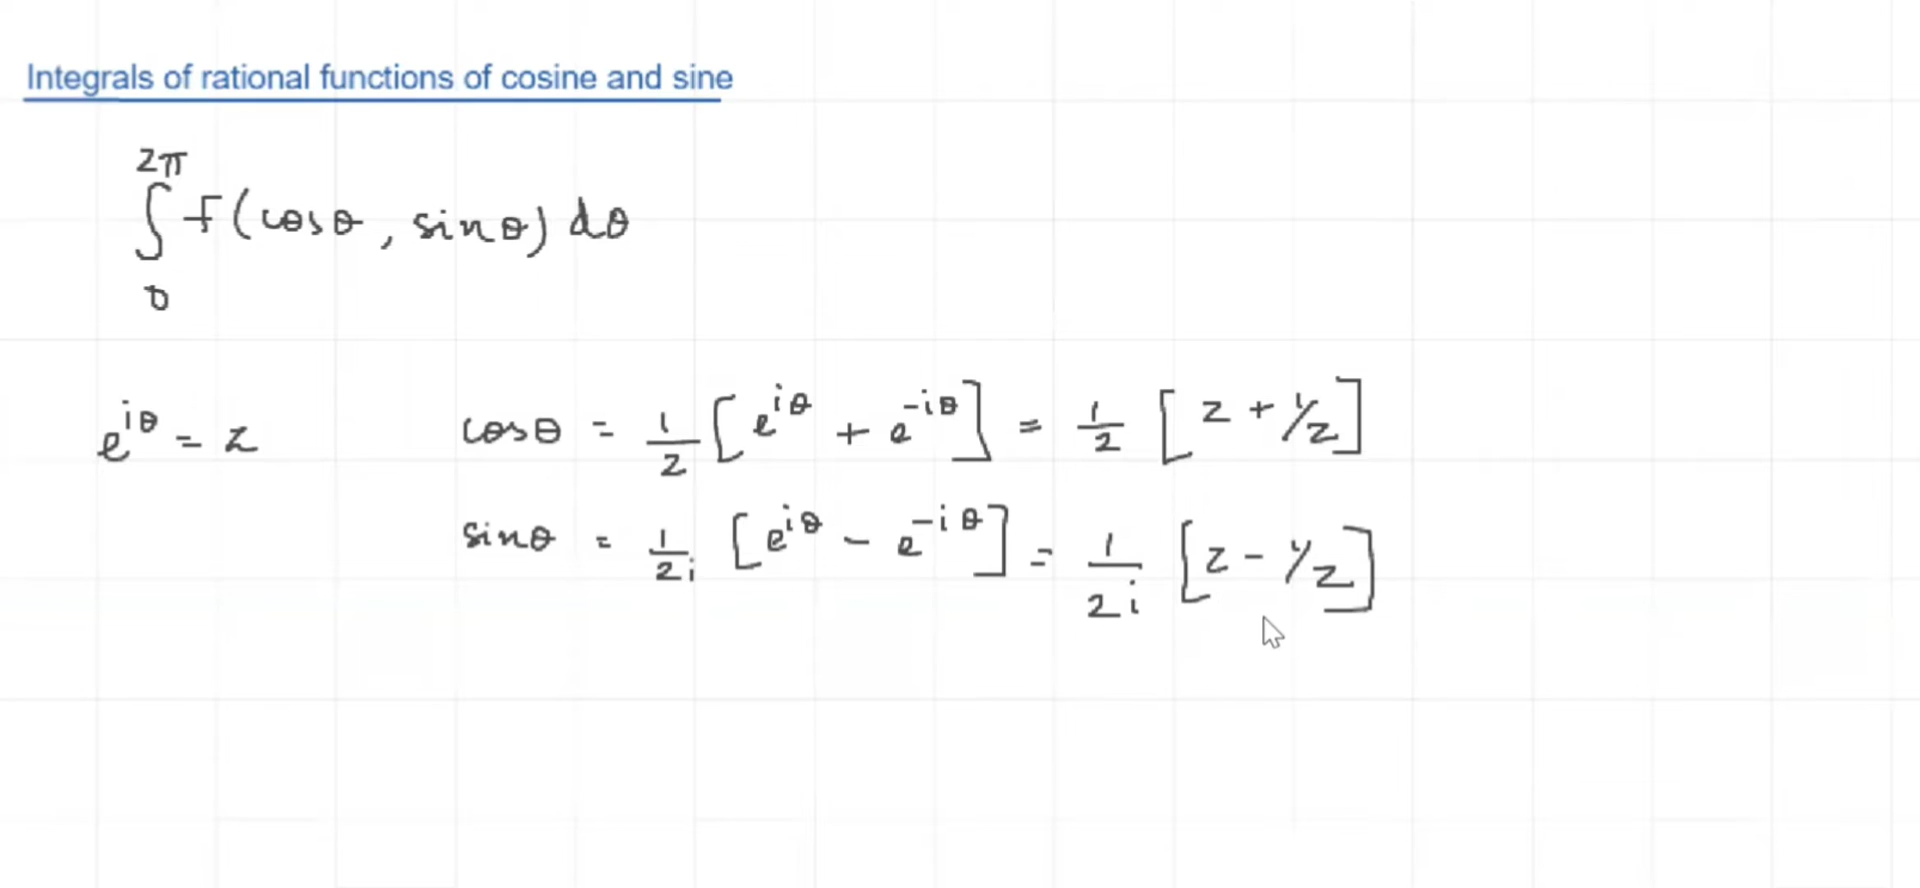 Integrals of rational functions of cosine and sine
2π
∫ f(cosθ, sinθ) dθ
0
e^{iθ} = z   cosθ = 1/2 [e^{iθ} + e^{-iθ}] = 1/2 [z + 1/z]
sinθ = 1/2i [e^{iθ} - e^{-iθ}] = 1/2i [z - 1/z]